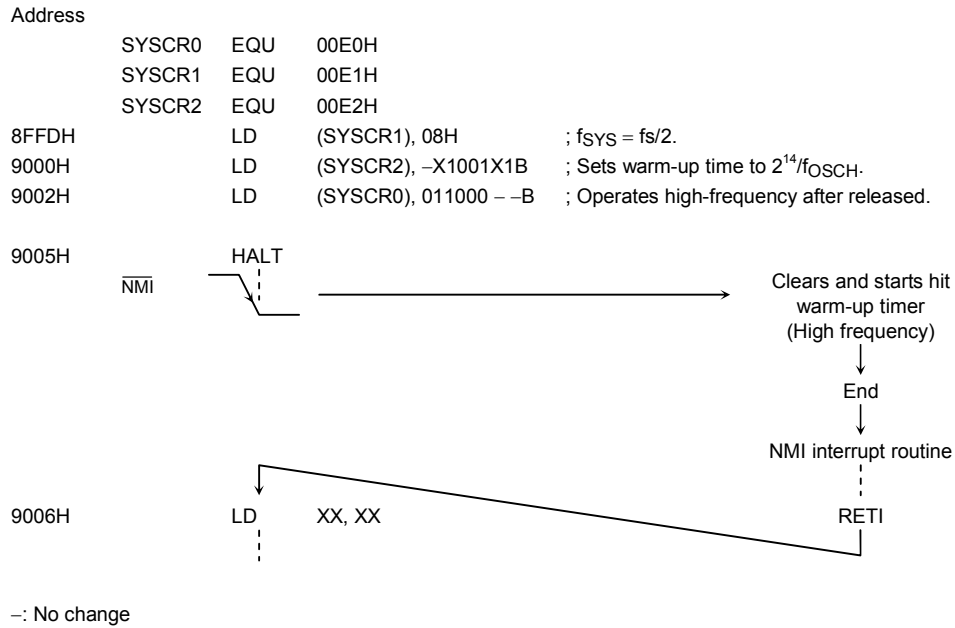 Address
SYSCR0 EQU 00E0H
SYSCR1 EQU 00E1H
SYSCR2 EQU 00E2H
8FFDH LD (SYSCR1), 08H ; fSYS = fs/2.
9000H LD (SYSCR2), −X1001X1B ; Sets warm-up time to 2^14/fOSCH.
9002H LD (SYSCR0), 011000 − −B ; Operates high-frequency after released.
9005H HALT
NMI
Clears and starts hit
warm-up timer
(High frequency)
End
NMI interrupt routine
9006H LD XX, XX RETI
−: No change